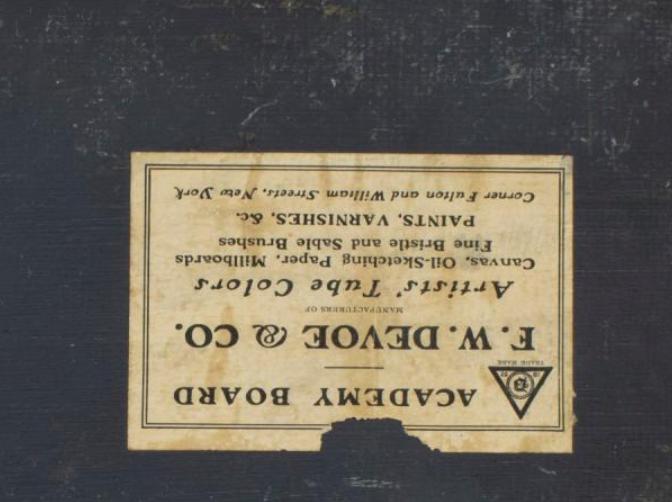 ACADEMY BOARD
TRADE MARK
F. W. DEVOE & CO.
MANUFACTURERS OF
Artists' Tube Colors
Canvas, Oil-Sketching Paper, Millboards
Fine Bristle and Sable Brushes
PAINTS, VARNISHES, &c.
Corner Fulton and William Streets, New York